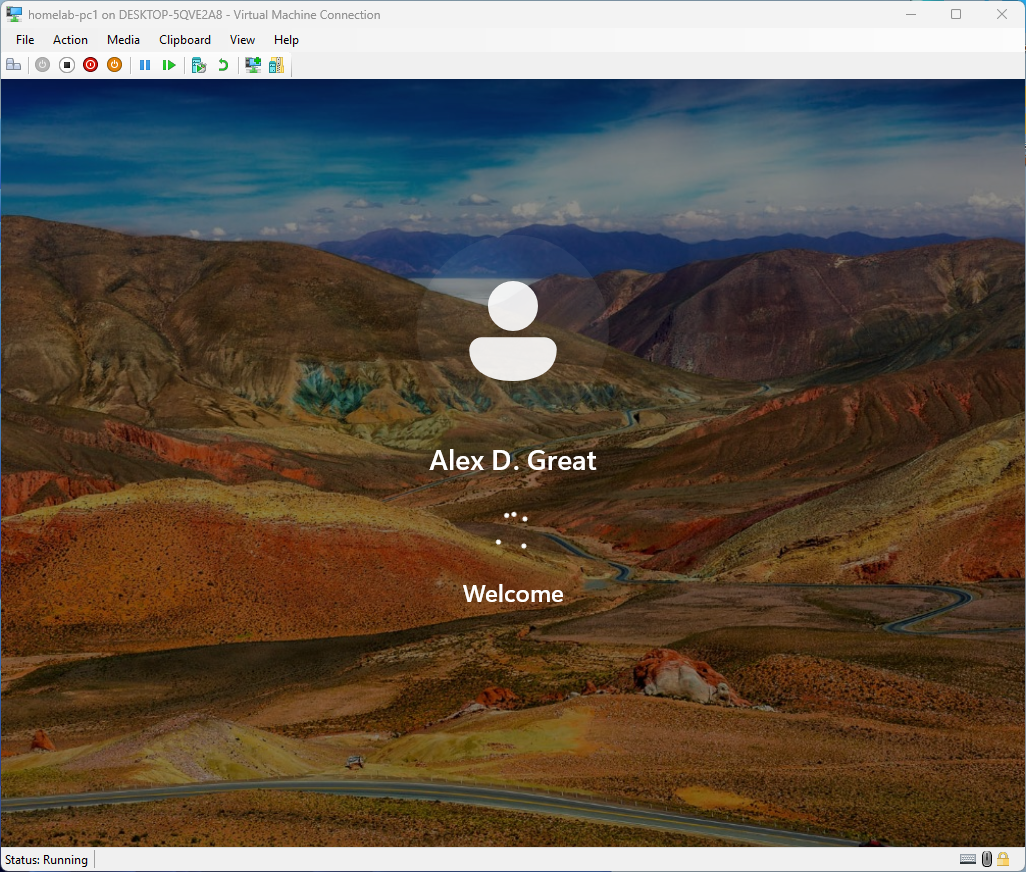 homelab-pc1 on DESKTOP-5QVE2A8 - Virtual Machine Connection
File Action Media Clipboard View Help
Alex D. Great
Welcome
Status: Running